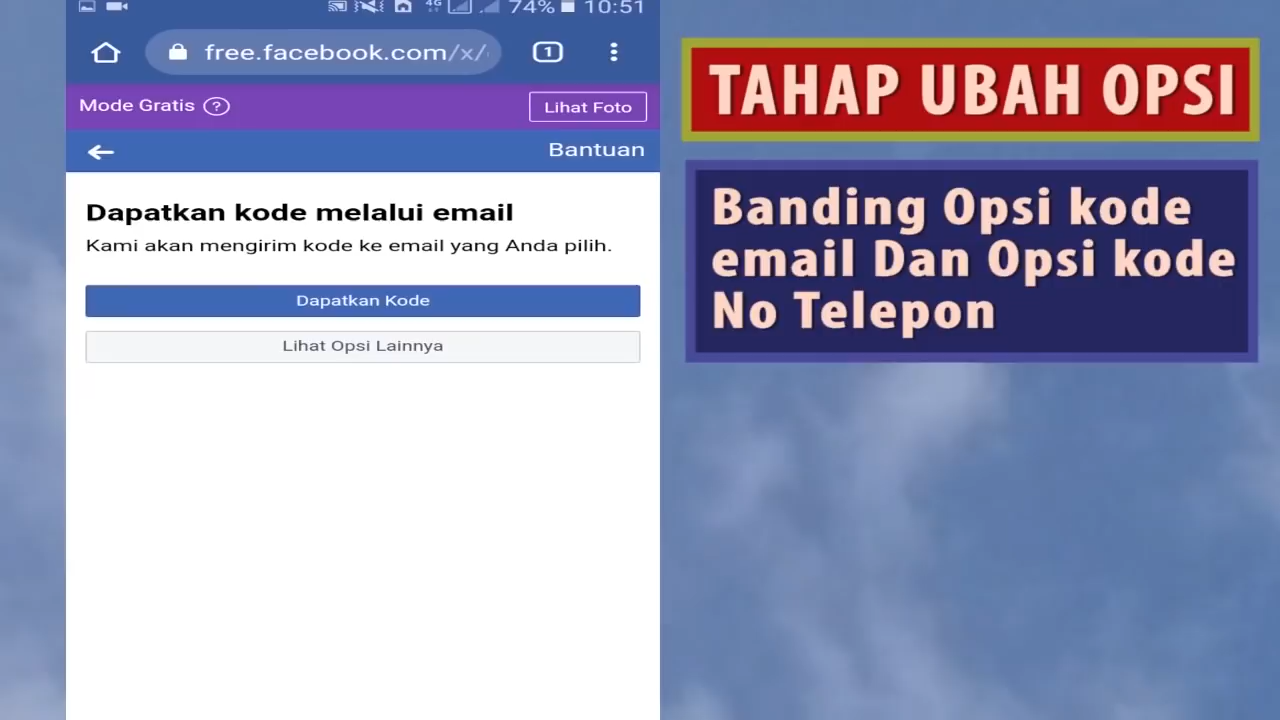 4G 74% 10:51
free.facebook.com/x/
1
Mode Gratis ?
Lihat Foto
Bantuan
Dapatkan kode melalui email
Kami akan mengirim kode ke email yang Anda pilih.
Dapatkan Kode
Lihat Opsi Lainnya
TAHAP UBAH OPSI
Banding Opsi kode
email Dan Opsi kode
No Telepon